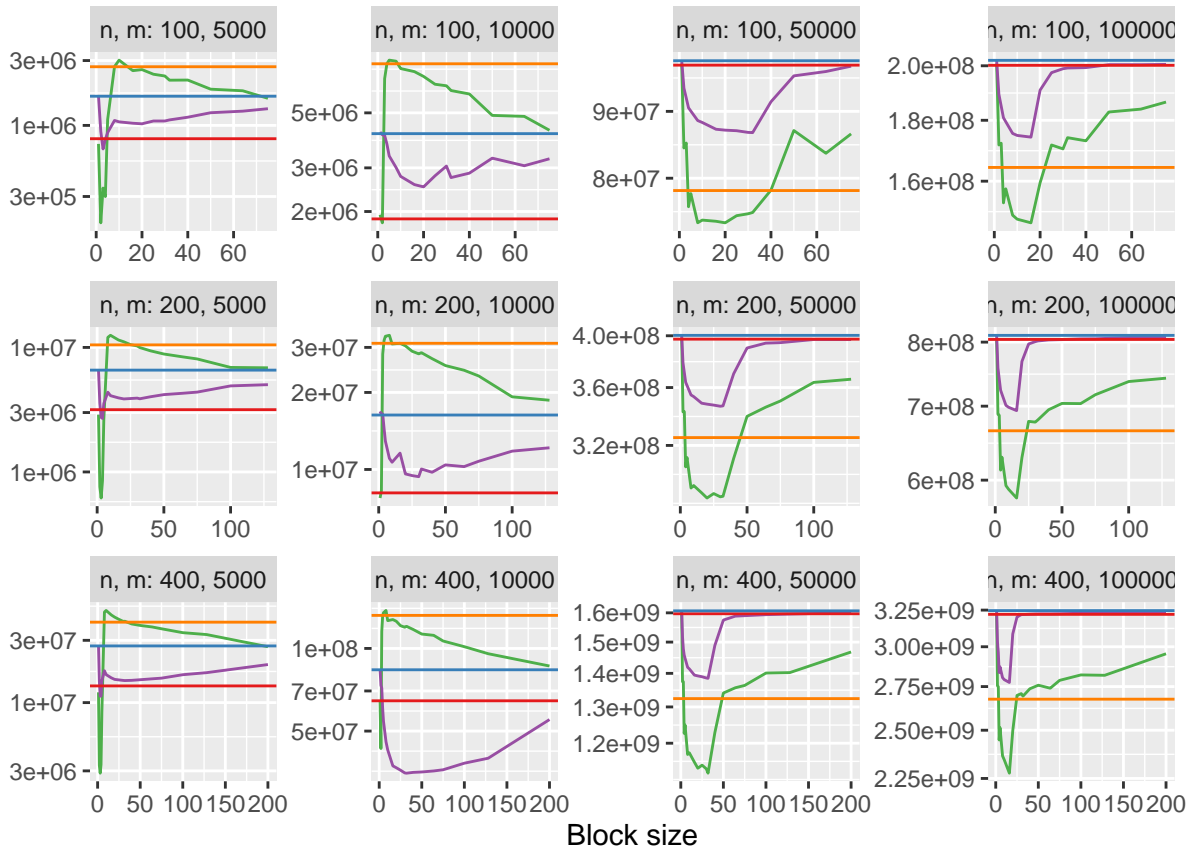 n, m: 100, 5000
n, m: 100, 10000
n, m: 100, 50000
n, m: 100, 100000
3e+06
1e+06
3e+05
5e+06
3e+06
2e+06
9e+07
8e+07
2.0e+08
1.8e+08
1.6e+08
0 20 40 60
0 20 40 60
0 20 40 60
0 20 40 60
n, m: 200, 5000
n, m: 200, 10000
n, m: 200, 50000
n, m: 200, 100000
1e+07
3e+06
1e+06
3e+07
2e+07
1e+07
4.0e+08
3.6e+08
3.2e+08
8e+08
7e+08
6e+08
0 50 100
0 50 100
0 50 100
0 50 100
n, m: 400, 5000
n, m: 400, 10000
n, m: 400, 50000
n, m: 400, 100000
3e+07
1e+07
3e+06
1e+08
7e+07
5e+07
1.6e+09
1.5e+09
1.4e+09
1.3e+09
1.2e+09
3.25e+09
3.00e+09
2.75e+09
2.50e+09
2.25e+09
0 50 100 150 200
0 50 100 150 200
0 50 100 150 200
0 50 100 150 200
Block size